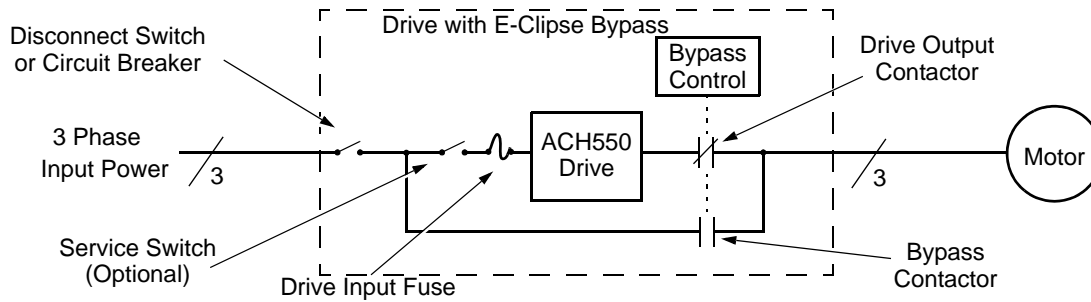 Drive with E-Clipse Bypass
Disconnect Switch
or Circuit Breaker
Bypass
Control
Drive Output
Contactor
3 Phase
Input Power
3
ACH550
Drive
3
Motor
Service Switch
(Optional)
Drive Input Fuse
Bypass
Contactor